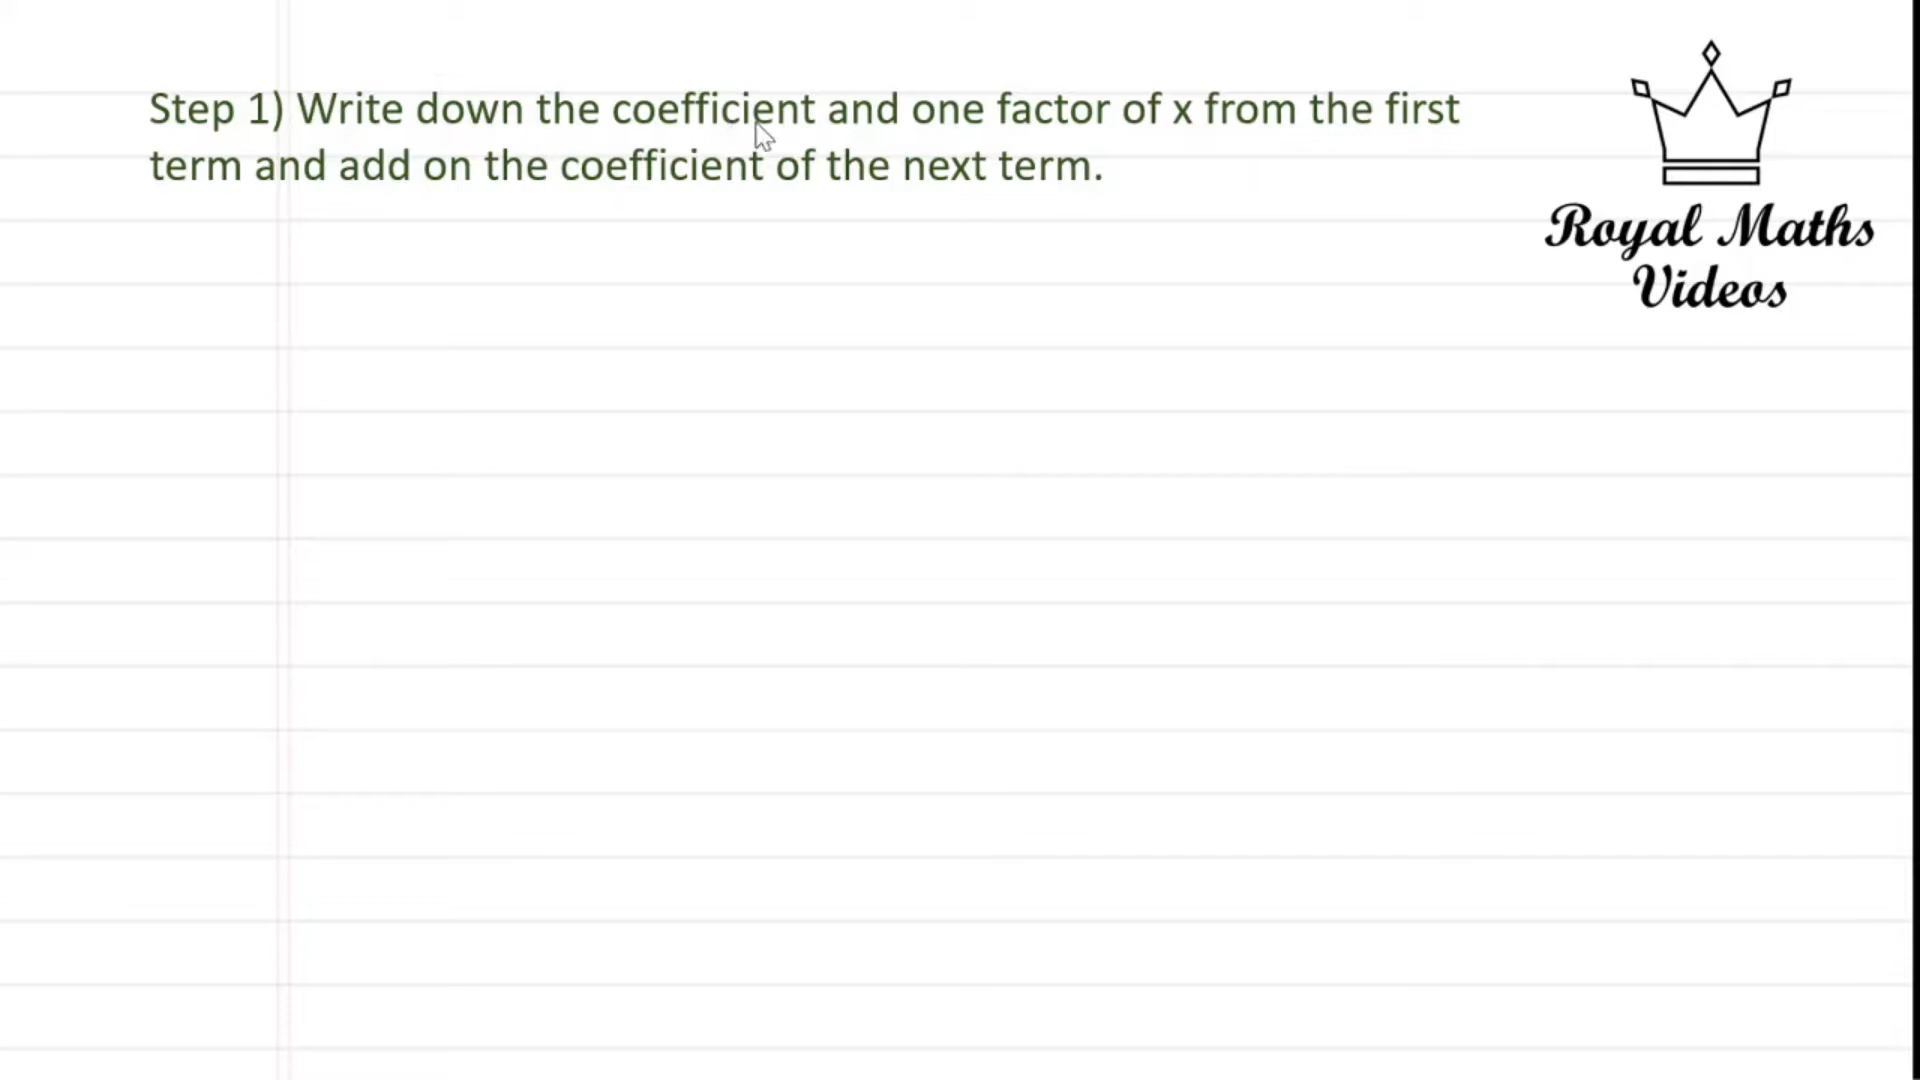 Step 1) Write down the coefficient and one factor of x from the first
term and add on the coefficient of the next term.
Royal Maths
Videos